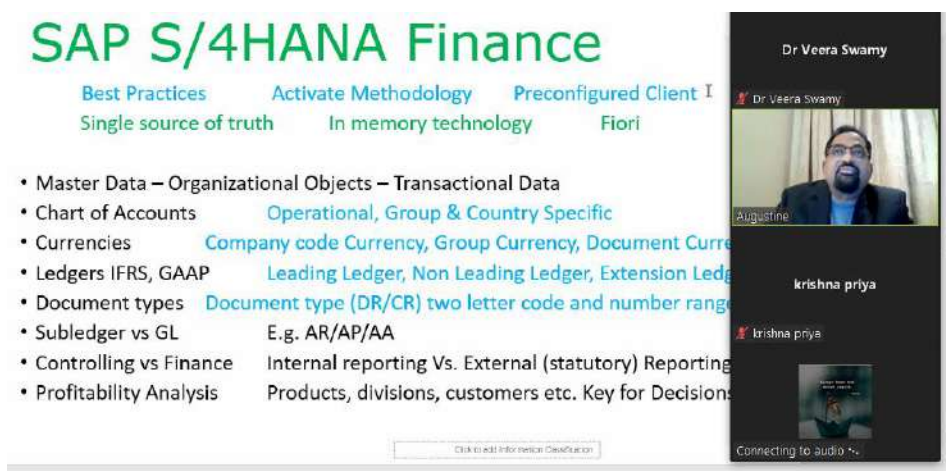 SAP S/4HANA Finance
Best Practices Activate Methodology Preconfigured Client
Single source of truth In memory technology Fiori
• Master Data – Organizational Objects – Transactional Data
• Chart of Accounts Operational, Group & Country Specific
• Currencies Company code Currency, Group Currency, Document Curre
• Ledgers IFRS, GAAP Leading Ledger, Non Leading Ledger, Extension Ledg
• Document types Document type (DR/CR) two letter code and number range
• Subledger vs GL E.g. AR/AP/AA
• Controlling vs Finance Internal reporting Vs. External (statutory) Reporting
• Profitability Analysis Products, divisions, customers etc. Key for Decisions
Click to add Information Classification
Dr Veera Swamy
Dr Veera Swamy
Augustine
krishna priya
krishna priya
Connecting to audio